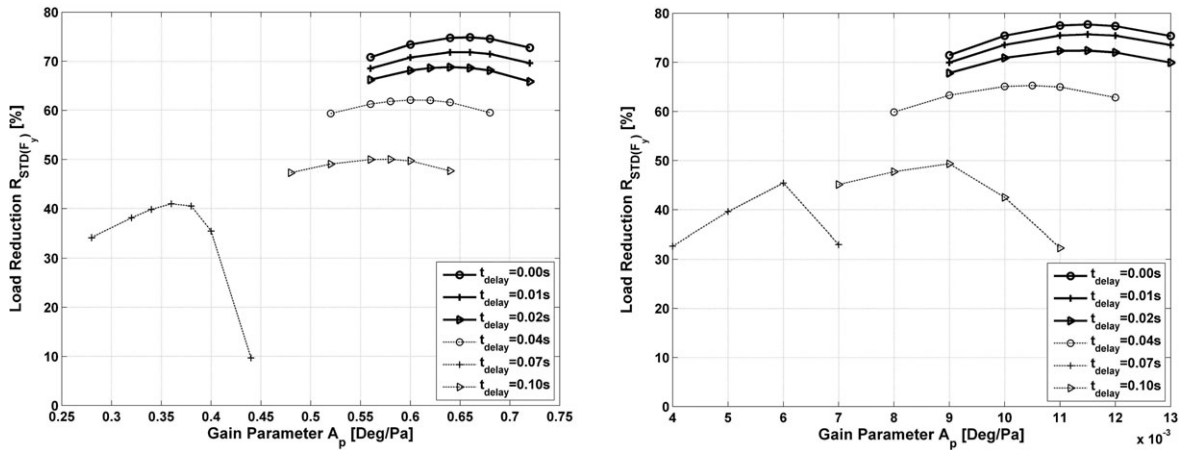 80
70
60
50
40
30
20
10
0
0.25 0.3 0.35 0.4 0.45 0.5 0.55 0.6 0.65 0.7 0.75
Load Reduction R_STD(F_y) [%]
Gain Parameter A_p [Deg/Pa]
t_delay=0.00s
t_delay=0.01s
t_delay=0.02s
t_delay=0.04s
t_delay=0.07s
t_delay=0.10s
80
70
60
50
40
30
20
10
0
4 5 6 7 8 9 10 11 12 13
x 10^-3
Load Reduction R_STD(F_y) [%]
Gain Parameter A_p [Deg/Pa]
t_delay=0.00s
t_delay=0.01s
t_delay=0.02s
t_delay=0.04s
t_delay=0.07s
t_delay=0.10s